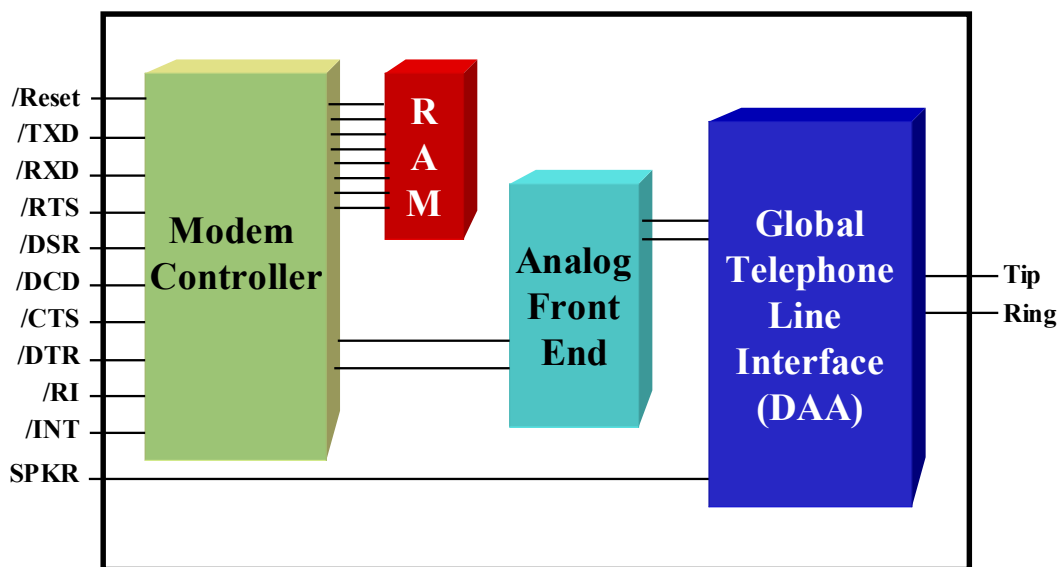 /Reset
/TXD
/RXD
/RTS
/DSR
/DCD
/CTS
/DTR
/RI
/INT
SPKR
Modem
Controller
R
A
M
Analog
Front
End
Global
Telephone
Line
Interface
(DAA)
Tip
Ring